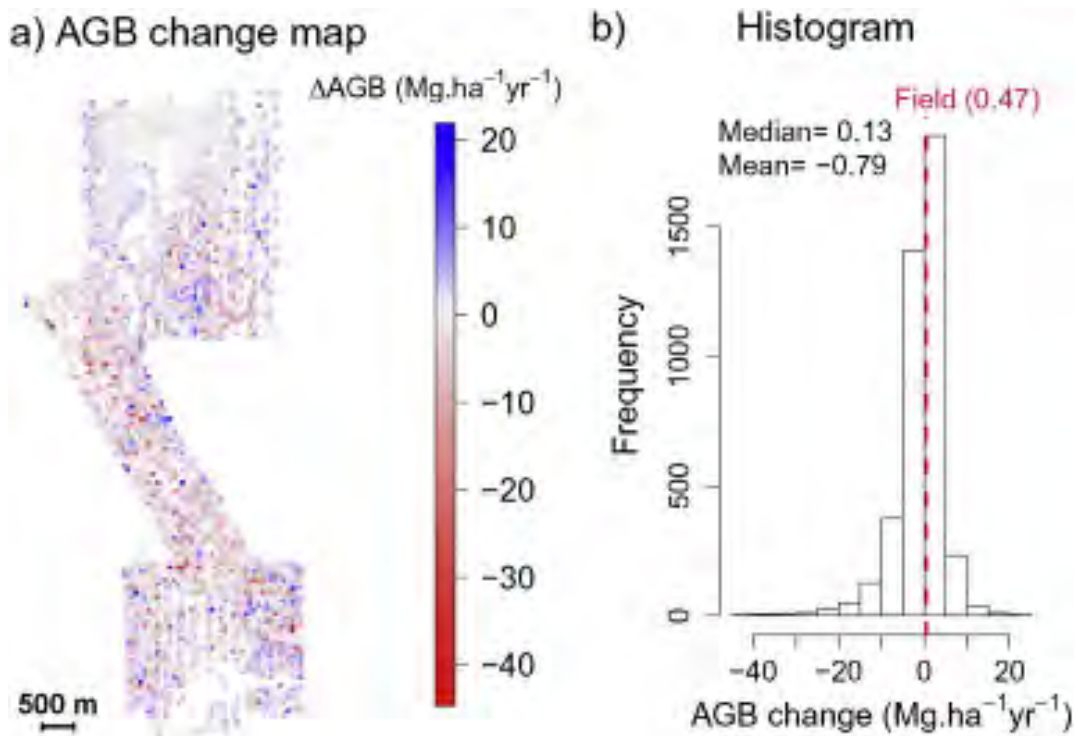 a) AGB change map
ΔAGB (Mg.ha⁻¹yr⁻¹)
20
10
0
−10
−20
−30
−40
500 m
b) Histogram
Field (0.47)
Median= 0.13
Mean= −0.79
Frequency
0
500
1000
1500
−40
−20
0
20
AGB change (Mg.ha⁻¹yr⁻¹)